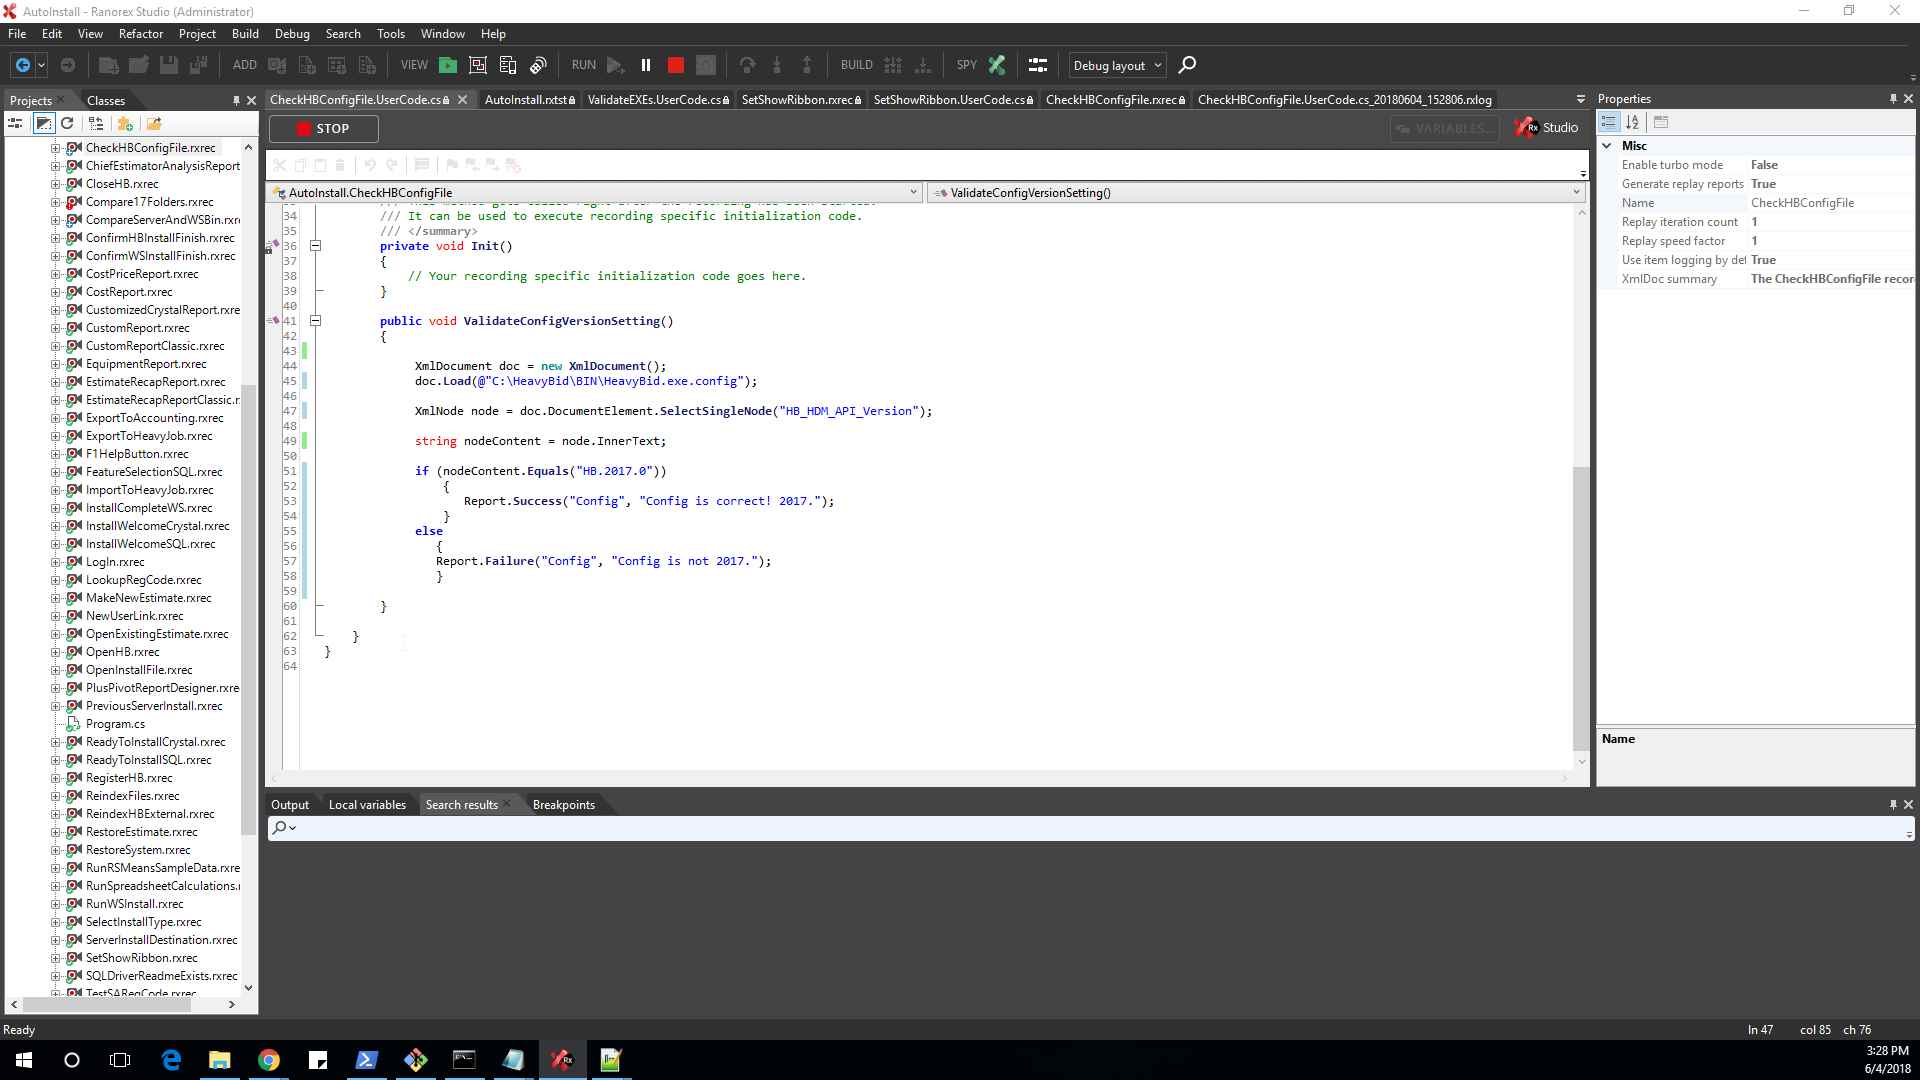 AutoInstall - Ranorex Studio (Administrator)
File Edit View Refactor Project Build Debug Search Tools Window Help
ADD VIEW RUN BUILD SPY Debug layout
Projects Classes
CheckHBConfigFile.UserCode.cs AutoInstall.rxtst ValidateEXEs.UserCode.cs SetShowRibbon.rxrec SetShowRibbon.UserCode.cs CheckHBConfigFile.rxrec CheckHBConfigFile.UserCode.cs_20180604_152806.rxlog
Properties
STOP
VARIABLES...
Rx Studio
AutoInstall.CheckHBConfigFile
ValidateConfigVersionSetting()
CheckHBConfigFile.rxrec
ChiefEstimatorAnalysisReport
CloseHB.rxrec
Compare17Folders.rxrec
CompareServerAndWSBin.rxr
ConfirmHBInstallFinish.rxrec
ConfirmWSInstallFinish.rxrec
CostPriceReport.rxrec
CostReport.rxrec
CustomizedCrystalReport.rxre
CustomReport.rxrec
CustomReportClassic.rxrec
EquipmentReport.rxrec
EstimateRecapReport.rxrec
EstimateRecapReportClassic.r
ExportToAccounting.rxrec
ExportToHeavyJob.rxrec
F1HelpButton.rxrec
FeatureSelectionSQL.rxrec
ImportToHeavyJob.rxrec
InstallCompleteWS.rxrec
InstallWelcomeCrystal.rxrec
InstallWelcomeSQL.rxrec
LogIn.rxrec
LookupRegCode.rxrec
MakeNewEstimate.rxrec
NewUserLink.rxrec
OpenExistingEstimate.rxrec
OpenHB.rxrec
OpenInstallFile.rxrec
PlusPivotReportDesigner.rxre
PreviousServerInstall.rxrec
Program.cs
ReadyToInstallCrystal.rxrec
ReadyToInstallSQL.rxrec
RegisterHB.rxrec
ReindexFiles.rxrec
ReindexHBExternal.rxrec
RestoreEstimate.rxrec
RestoreSystem.rxrec
RunRSMeansSampleData.rxre
RunSpreadsheetCalculations.r
RunWSInstall.rxrec
SelectInstallType.rxrec
ServerInstallDestination.rxrec
SetShowRibbon.rxrec
SQLDriverReadmeExists.rxrec
TestSARegCode.rxrec
33 /// This method gets called right after the recording has been started.
34 /// It can be used to execute recording specific initialization code.
35 /// </summary>
36 private void Init()
37 {
38 // Your recording specific initialization code goes here.
39 }
40
41 public void ValidateConfigVersionSetting()
42 {
43
44 XmlDocument doc = new XmlDocument();
45 doc.Load(@"C:\HeavyBid\BIN\HeavyBid.exe.config");
46
47 XmlNode node = doc.DocumentElement.SelectSingleNode("HB_HDM_API_Version");
48
49 string nodeContent = node.InnerText;
50
51 if (nodeContent.Equals("HB.2017.0"))
52 {
53 Report.Success("Config", "Config is correct! 2017.");
54 }
55 else
56 {
57 Report.Failure("Config", "Config is not 2017.");
58 }
59
60 }
61
62 }
63 }
64
Misc
Enable turbo mode False
Generate replay reports True
Name CheckHBConfigFile
Replay iteration count 1
Replay speed factor 1
Use item logging by def True
XmlDoc summary The CheckHBConfigFile recor
Name
Output Local variables Search results Breakpoints
Ready
ln 47 col 85 ch 76
3:28 PM
6/4/2018